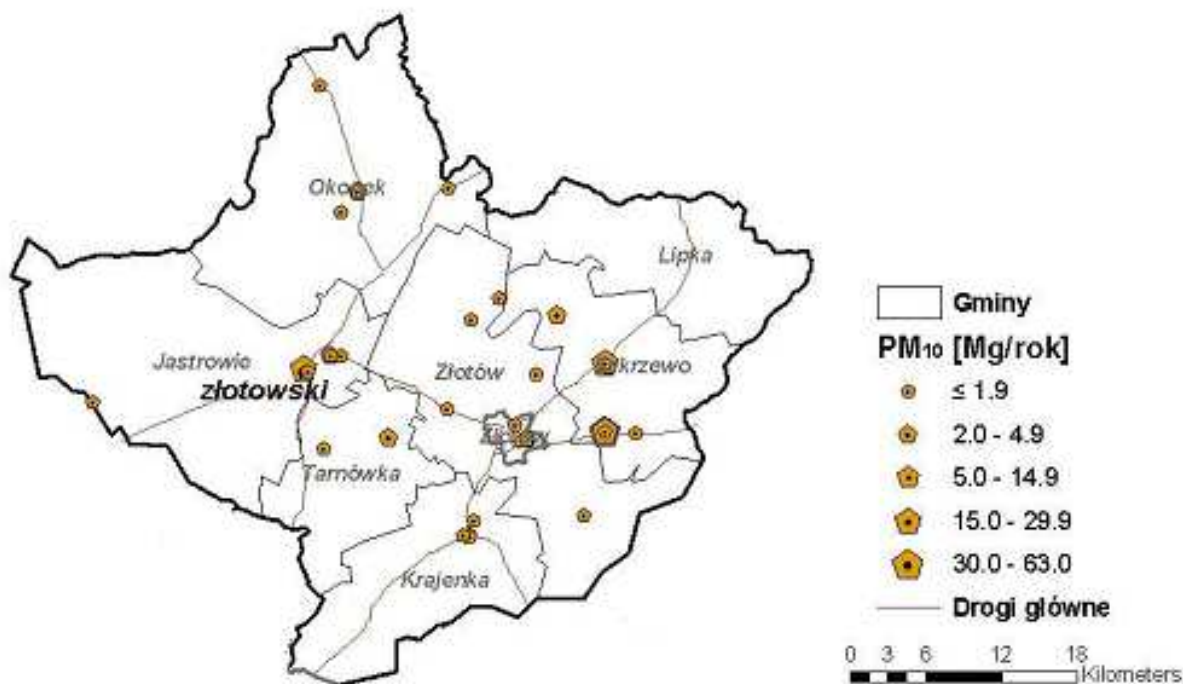 Okonek
Lipka
Jastrowie
Złotów
krzewo
złotowski
Tarnówka
Krajenka
Gminy
PM₁₀ [Mg/rok]
≤ 1.9
2.0 - 4.9
5.0 - 14.9
15.0 - 29.9
30.0 - 63.0
Drogi główne
0 3 6 12 18
Kilometers